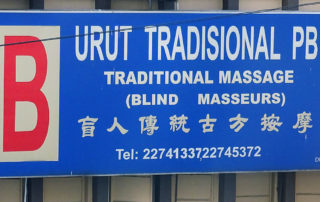 B
URUT TRADISIONAL PB
TRADITIONAL MASSAGE
(BLIND MASSEURS)
盲人傳統古方按摩
Tel: 2274133722745372